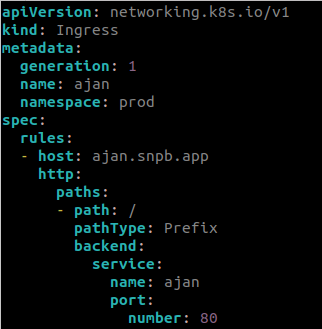 apiVersion: networking.k8s.io/v1
kind: Ingress
metadata:
  generation: 1
  name: ajan
  namespace: prod
spec:
  rules:
  - host: ajan.snpb.app
    http:
      paths:
      - path: /
        pathType: Prefix
        backend:
          service:
            name: ajan
            port:
              number: 80